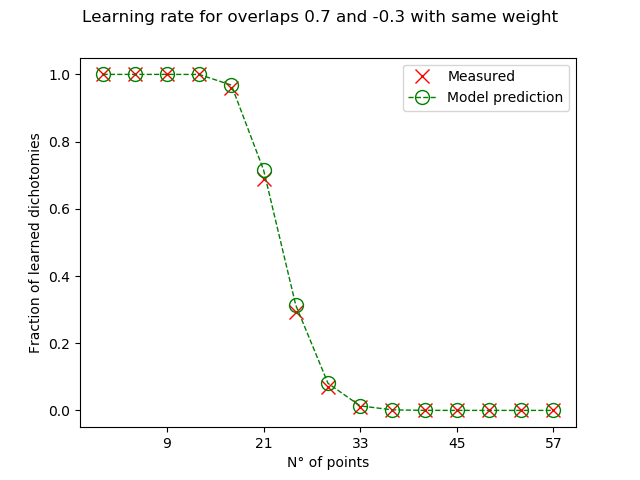 Learning rate for overlaps 0.7 and -0.3 with same weight
Measured
Model prediction
Fraction of learned dichotomies
1.0
0.8
0.6
0.4
0.2
0.0
9 21 33 45 57
N° of points